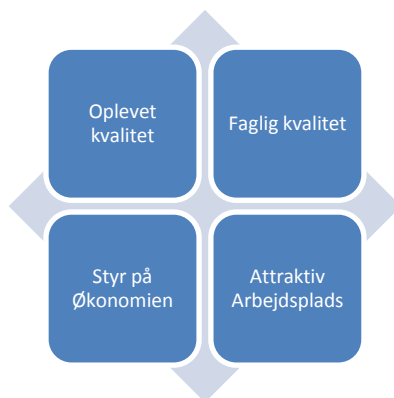 Oplevet
kvalitet
Faglig kvalitet
Styr på
Økonomien
Attraktiv
Arbejdsplads